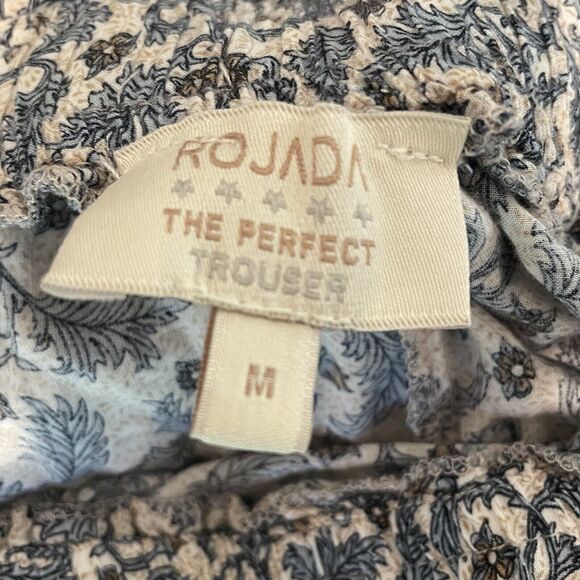 ROJADA
THE PERFECT
TROUSER
M